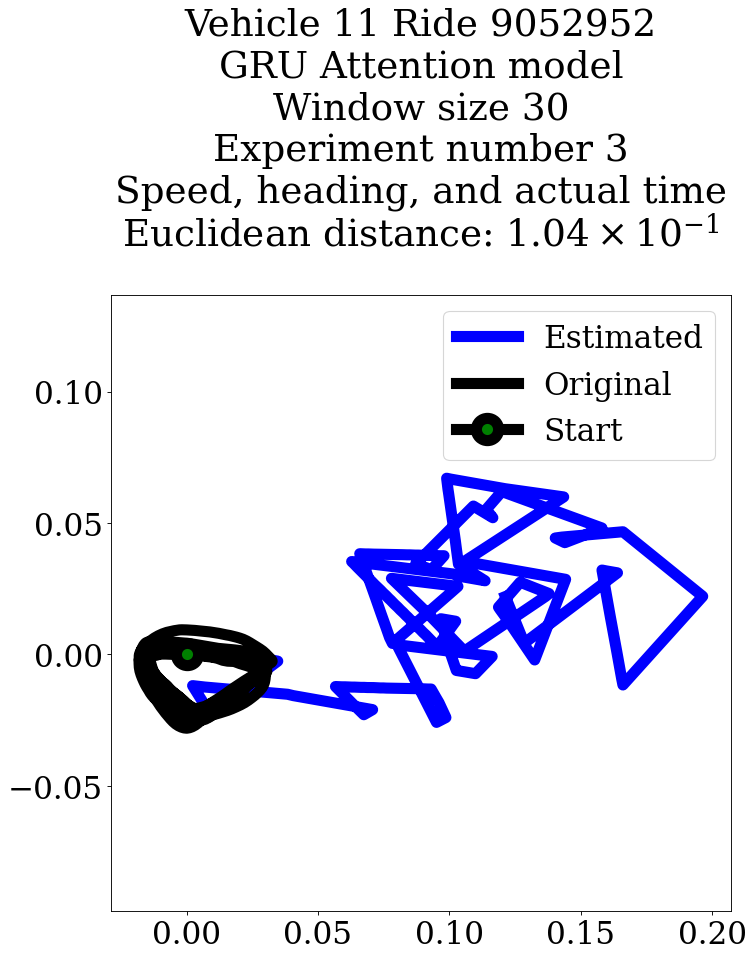 Vehicle 11 Ride 9052952
GRU Attention model
Window size 30
Experiment number 3
Speed, heading, and actual time
Euclidean distance: 1.04 × 10⁻¹
Estimated
Original
Start
0.10
0.05
0.00
−0.05
0.00 0.05 0.10 0.15 0.20